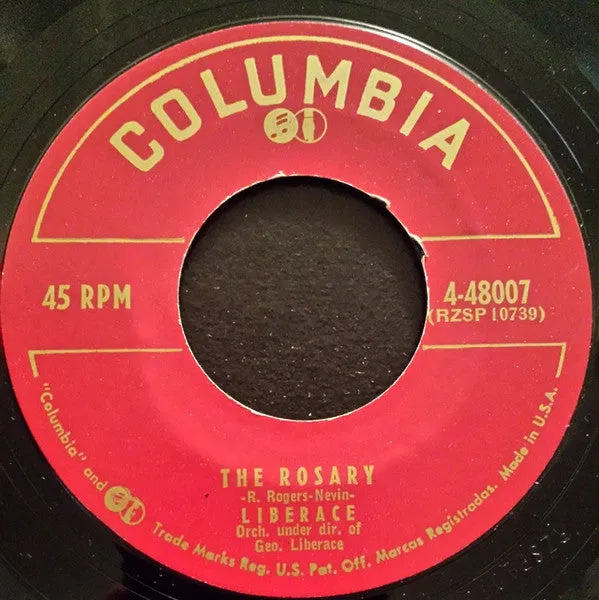 COLUMBIA
45 RPM
4-48007
(RZSP 10739)
THE ROSARY
-R. Rogers-Nevin-
LIBERACE
Orch. under dir. of
Geo. Liberace
"Columbia" and Trade Marks Reg. U.S. Pat. Off. Marcas Registradas. Made in U.S.A.